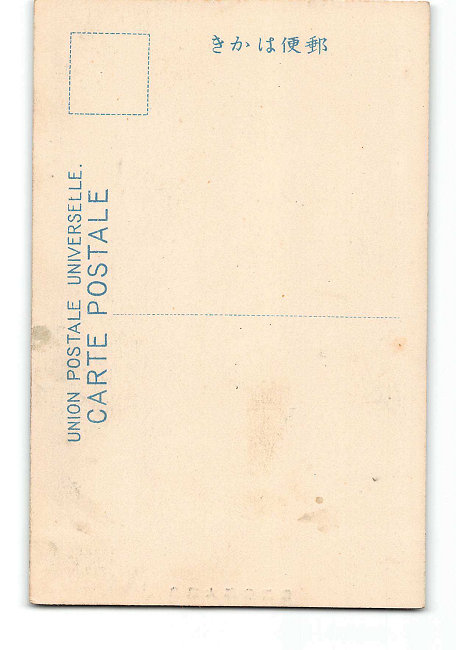 きかは便郵
UNION POSTALE UNIVERSELLE.
CARTE POSTALE